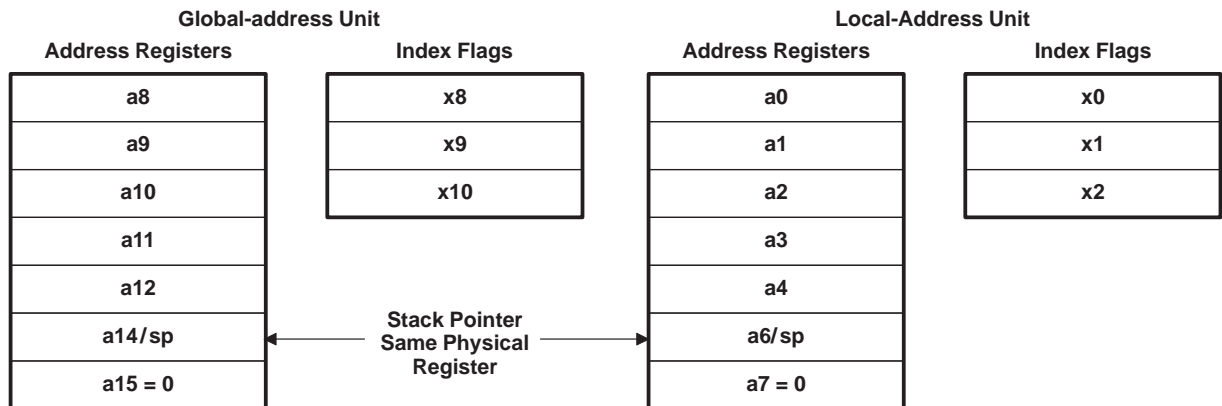 Global-address Unit
Local-Address Unit
Address Registers
Index Flags
Address Registers
Index Flags
a8
x8
a0
x0
a9
x9
a1
x1
a10
x10
a2
x2
a11
a3
a12
a4
a14/sp
Stack Pointer
Same Physical
Register
a6/sp
a15 = 0
a7 = 0